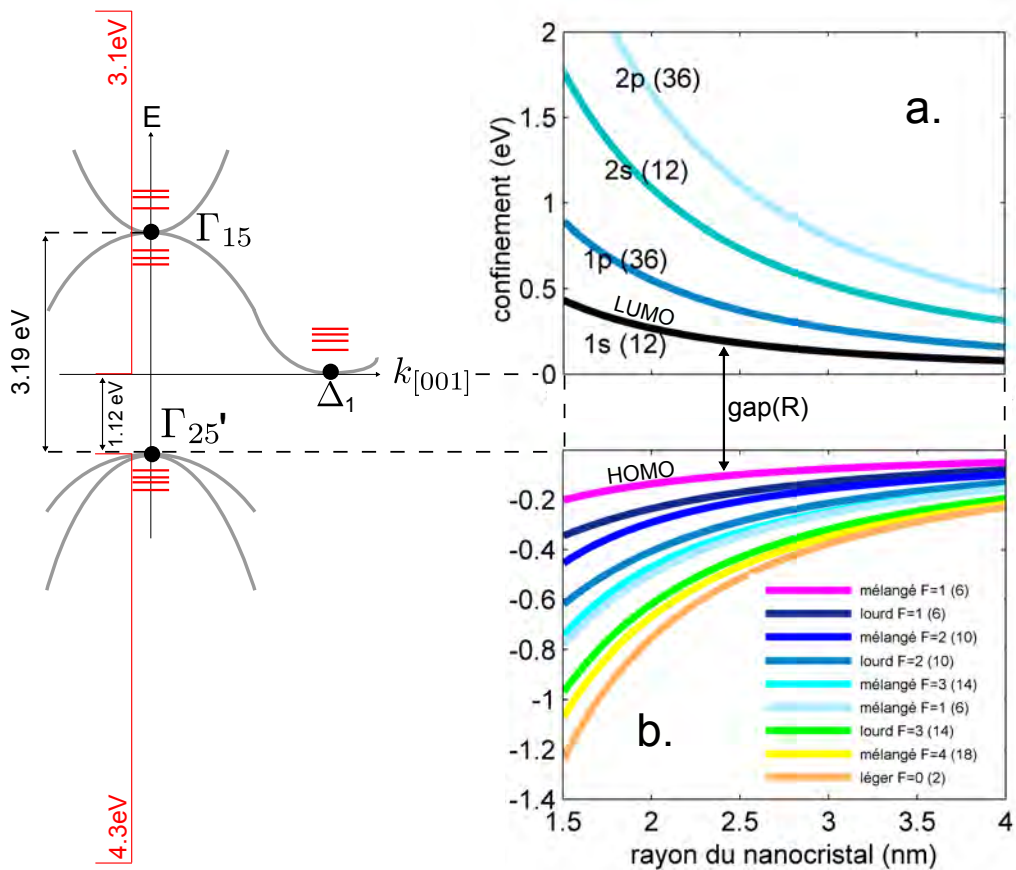 3.1eV
E
Γ15
3.19 eV
k[001]
Δ1
1.12 eV
Γ25'
4.3eV
a.
confinement (eV)
2
1.5
1
0.5
0
2p (36)
2s (12)
1p (36)
LUMO
1s (12)
gap(R)
HOMO
-0.2
-0.4
-0.6
-0.8
-1
-1.2
-1.4
mélangé F=1 (6)
lourd F=1 (6)
mélangé F=2 (10)
lourd F=2 (10)
mélangé F=3 (14)
mélangé F=1 (6)
lourd F=3 (14)
mélangé F=4 (18)
léger F=0 (2)
b.
1.5 2 2.5 3 3.5 4
rayon du nanocristal (nm)